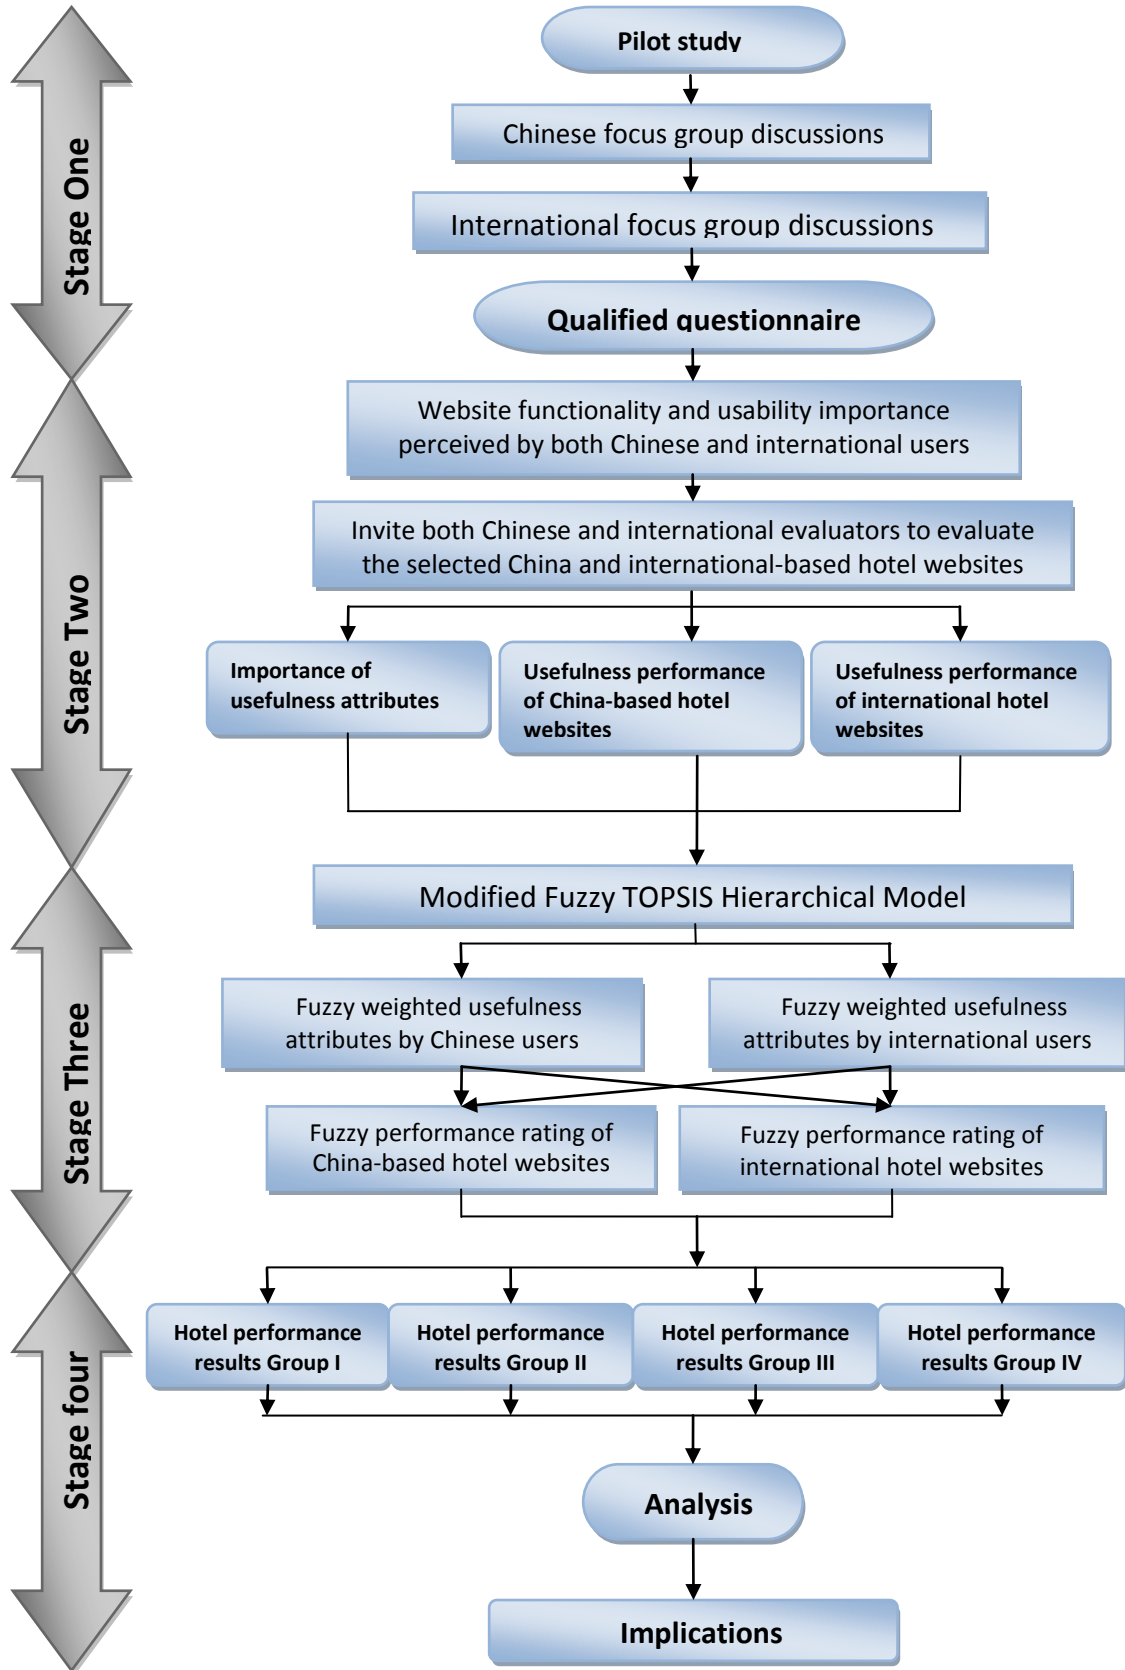 Stage One
Pilot study
Chinese focus group discussions
International focus group discussions
Qualified questionnaire
Stage Two
Website functionality and usability importance
perceived by both Chinese and international users
Invite both Chinese and international evaluators to evaluate
the selected China and international-based hotel websites
Importance of
usefulness attributes
Usefulness performance
of China-based hotel
websites
Usefulness performance
of international hotel
websites
Stage Three
Modified Fuzzy TOPSIS Hierarchical Model
Fuzzy weighted usefulness
attributes by Chinese users
Fuzzy weighted usefulness
attributes by international users
Fuzzy performance rating of
China-based hotel websites
Fuzzy performance rating of
international hotel websites
Stage four
Hotel performance
results Group I
Hotel performance
results Group II
Hotel performance
results Group III
Hotel performance
results Group IV
Analysis
Implications